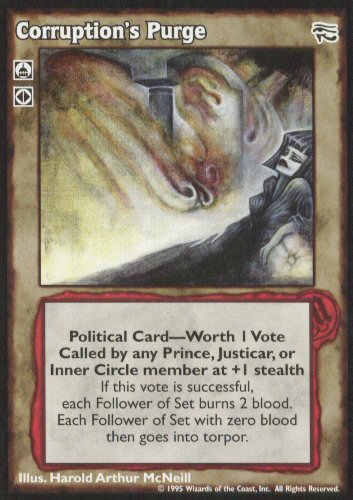 Corruption's Purge
Political Card—Worth 1 Vote
Called by any Prince, Justicar, or
Inner Circle member at +1 stealth
If this vote is successful,
each Follower of Set burns 2 blood.
Each Follower of Set with zero blood
then goes into torpor.
Illus. Harold Arthur McNeill
© 1995 Wizards of the Coast, Inc. All Rights Reserved.